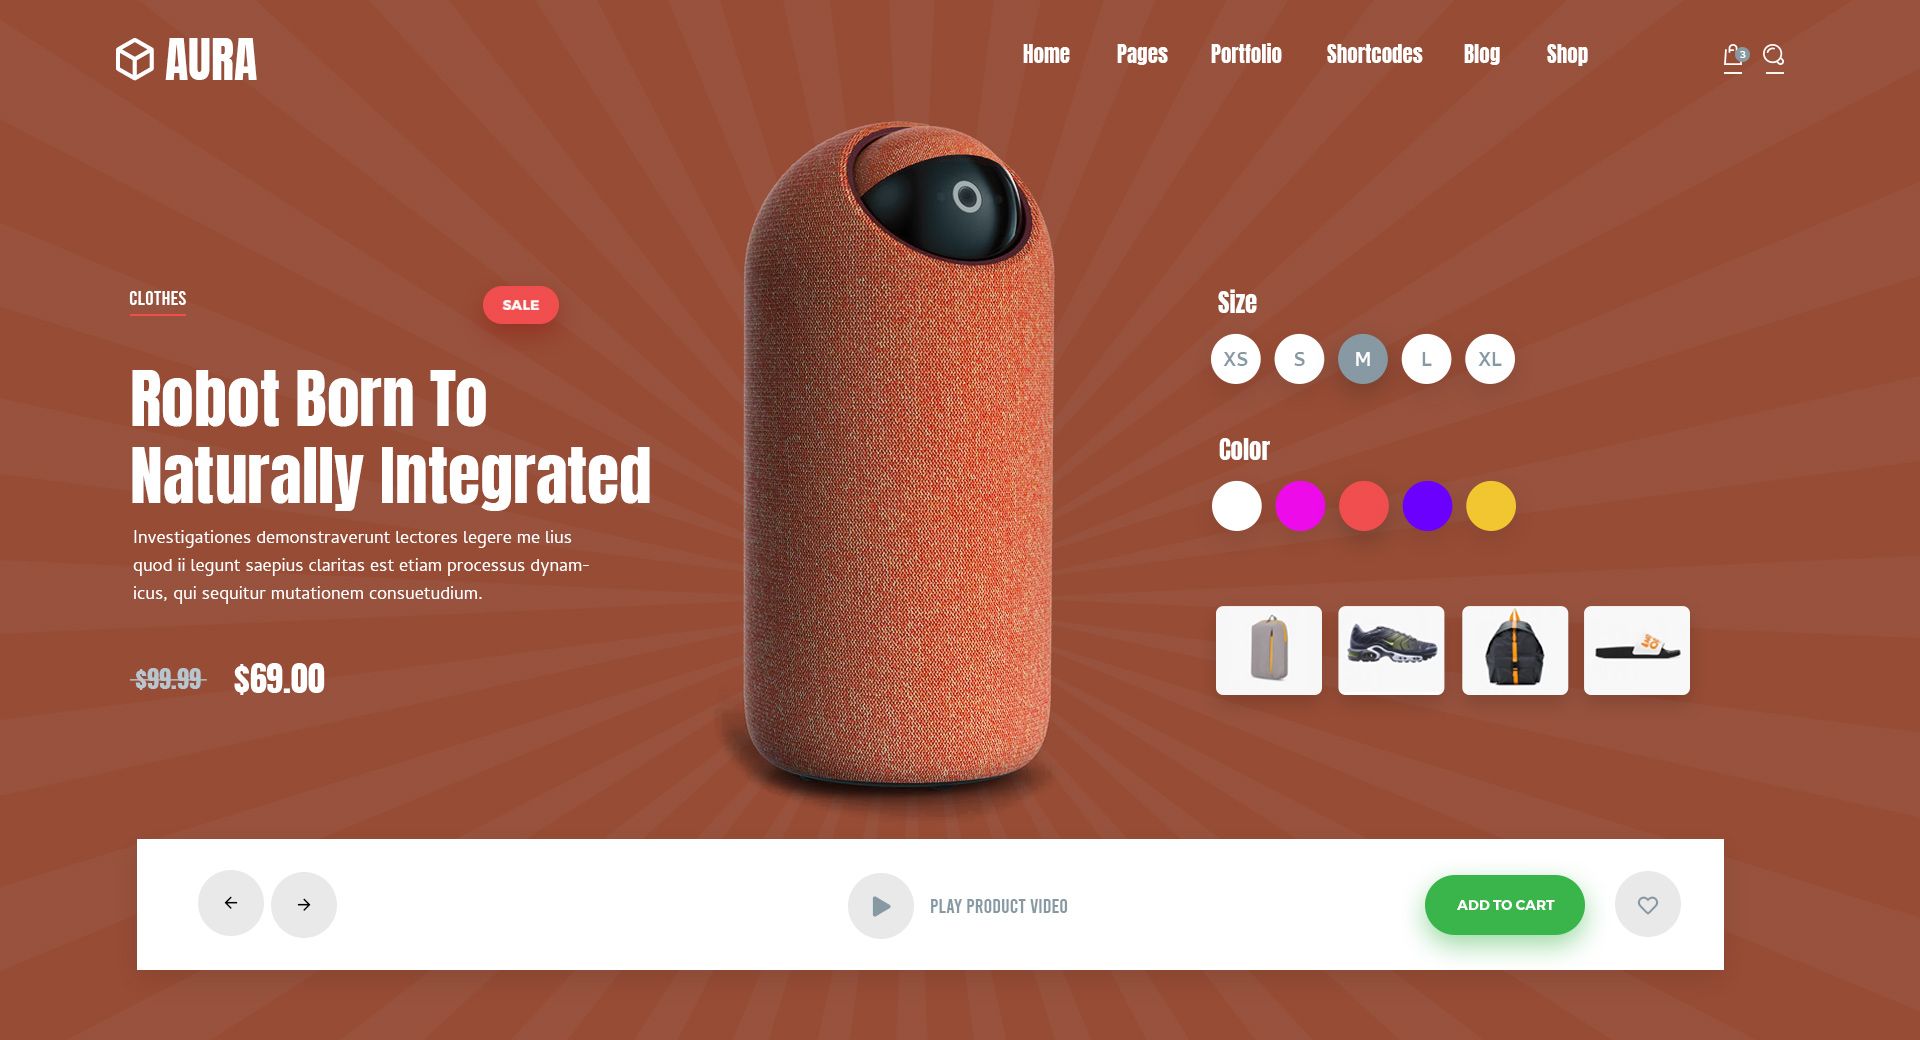 AURA
Home Pages Portfolio Shortcodes Blog Shop
3
CLOTHES
SALE
Robot Born To
Naturally Integrated
Investigationes demonstraverunt lectores legere me lius
quod ii legunt saepius claritas est etiam processus dynam-
icus, qui sequitur mutationem consuetudium.
$99.99 $69.00
Size
XS S M L XL
Color
PLAY PRODUCT VIDEO
ADD TO CART